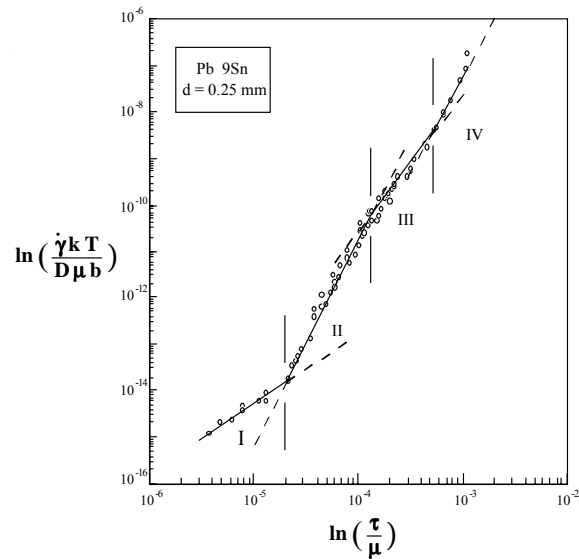 10^-6
Pb 9Sn
d = 0.25 mm
10^-8
IV
10^-10
III
ln ( γ̇ k T / D μ b )
10^-12
II
10^-14
I
10^-16
10^-6 10^-5 10^-4 10^-3 10^-2
ln ( τ / μ )